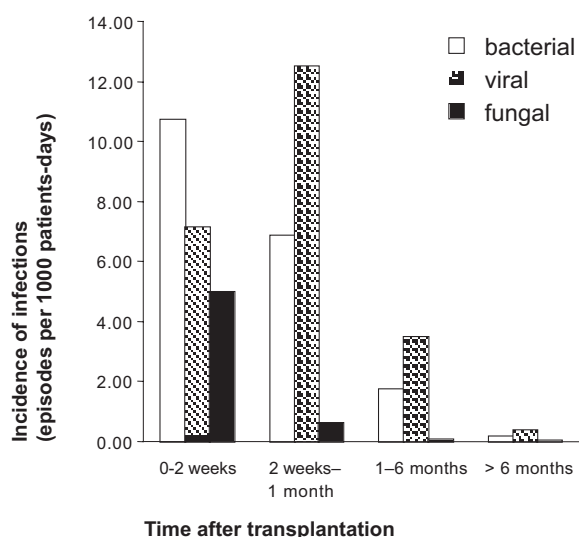 14.00
12.00
10.00
8.00
6.00
4.00
2.00
0.00
Incidence of infections
(episodes per 1000 patients-days)
bacterial
viral
fungal
0-2 weeks
2 weeks–
1 month
1–6 months
> 6 months
Time after transplantation